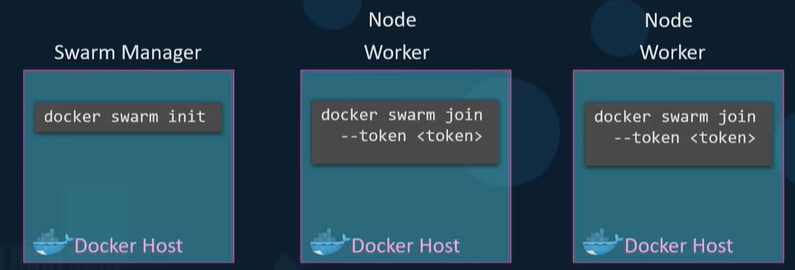 Swarm Manager
docker swarm init
Docker Host
Node
Worker
docker swarm join
--token <token>
Docker Host
Node
Worker
docker swarm join
--token <token>
Docker Host